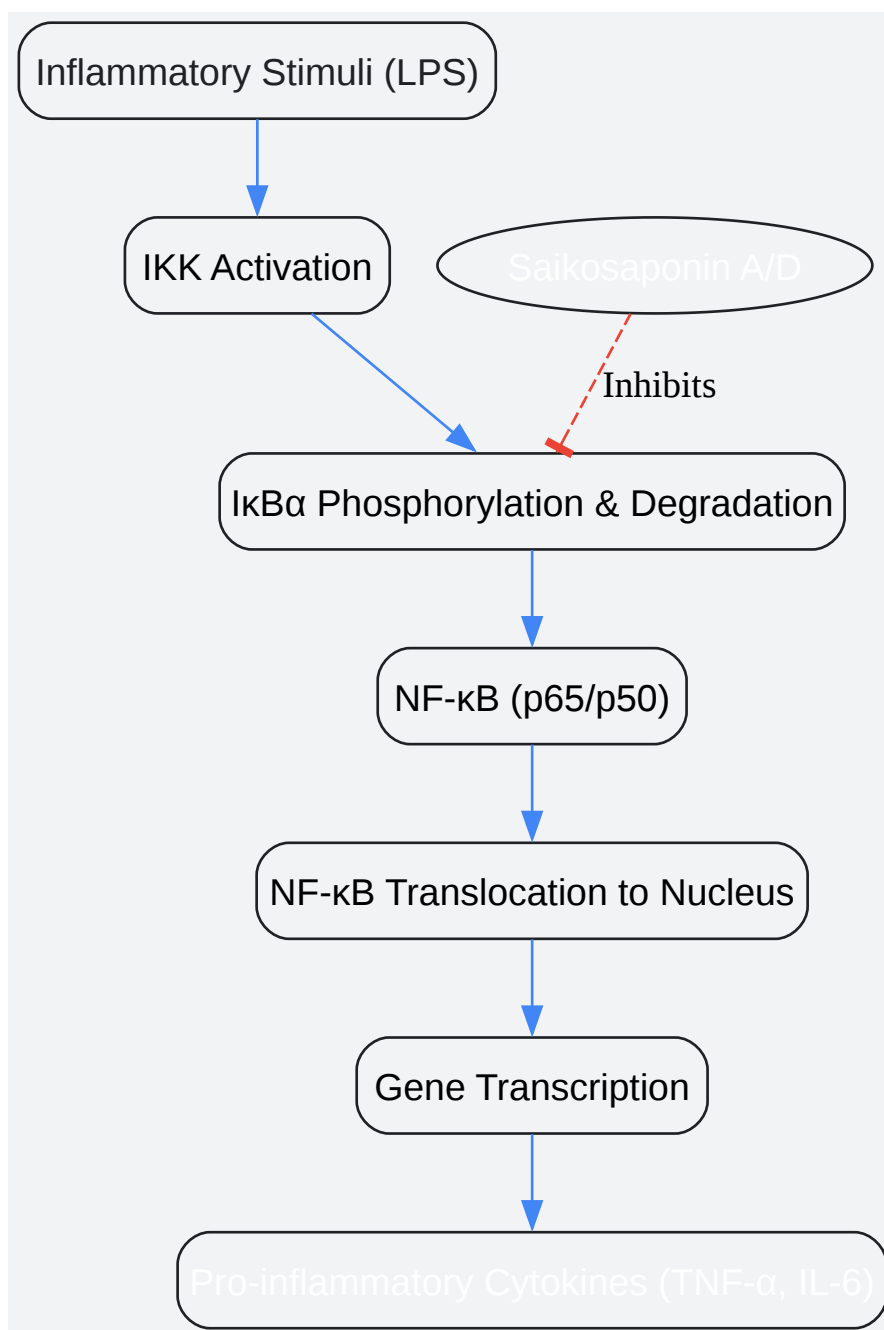 Inflammatory Stimuli (LPS)
IKK Activation
Saikosaponin A/D
Inhibits
IκBα Phosphorylation & Degradation
NF-κB (p65/p50)
NF-κB Translocation to Nucleus
Gene Transcription
Pro-inflammatory Cytokines (TNF-α, IL-6)